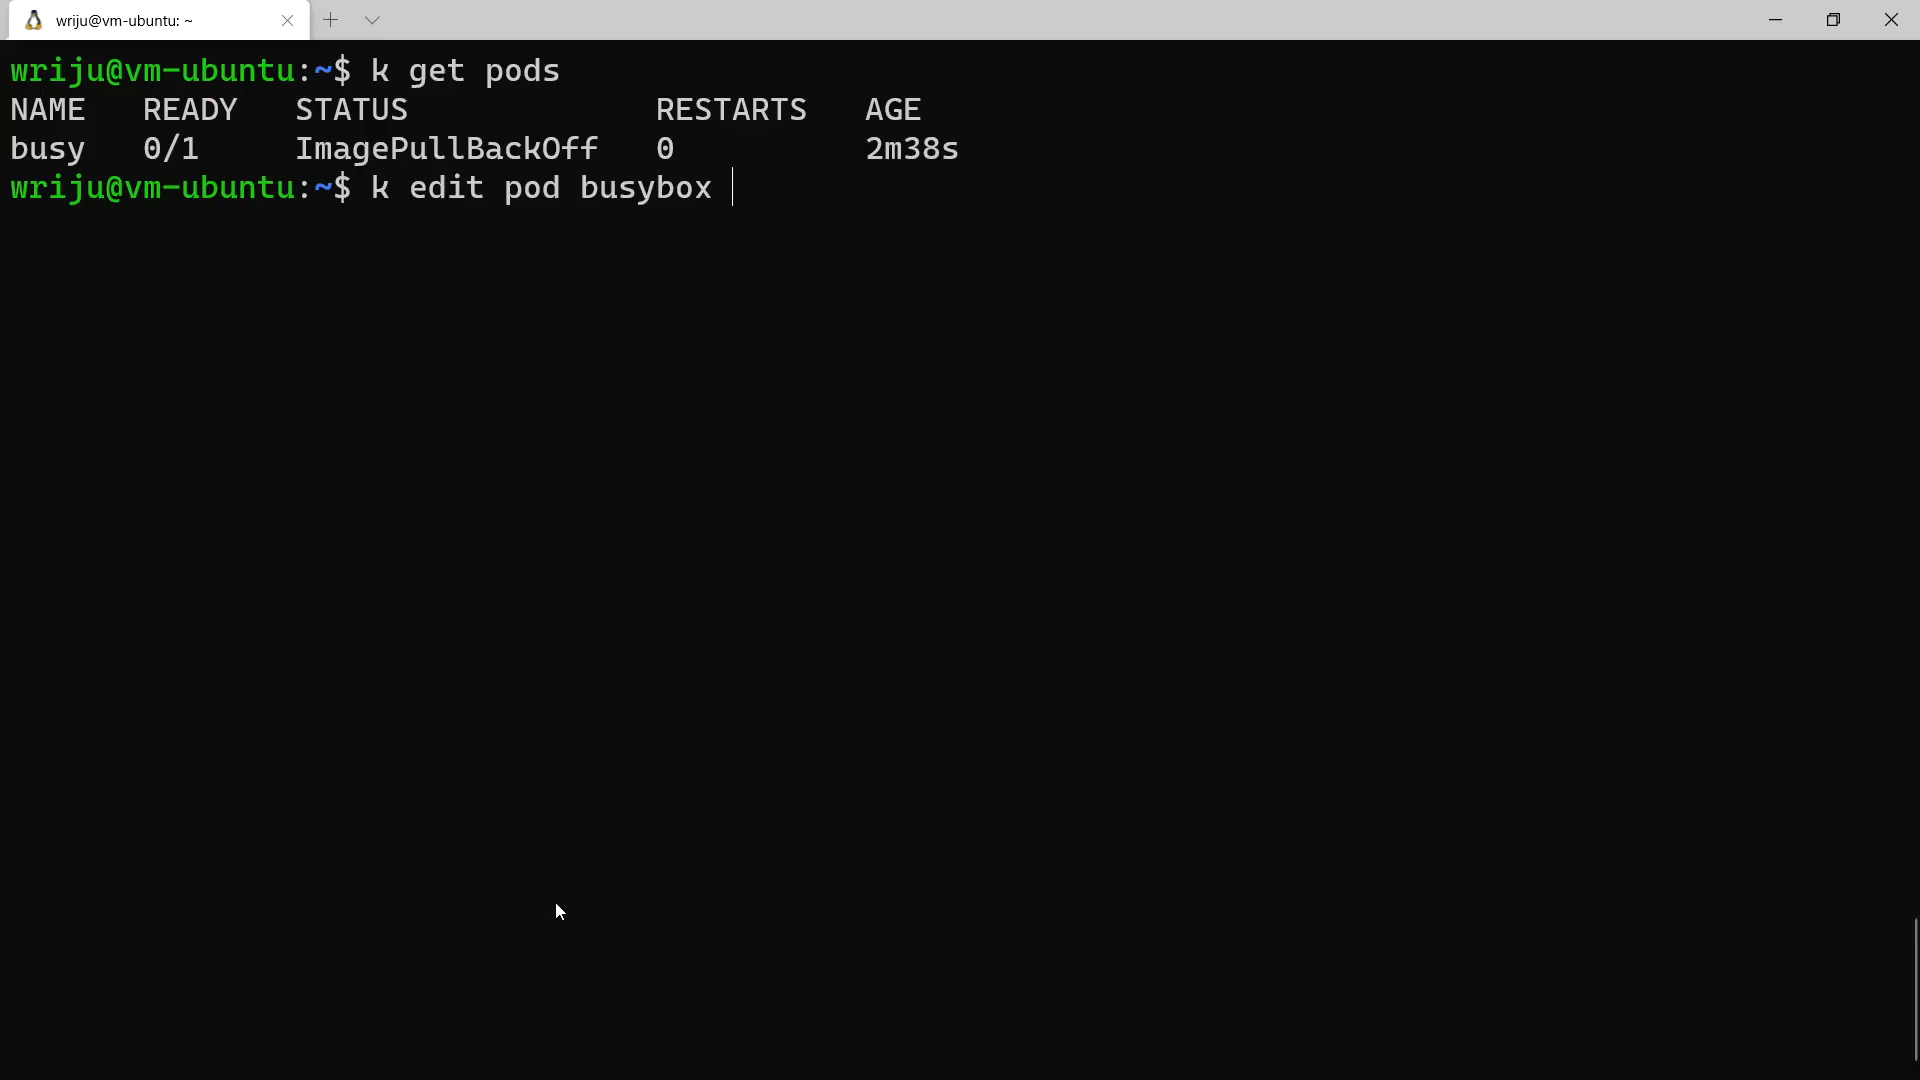 wriju@vm-ubuntu: ~
wriju@vm-ubuntu:~$ k get pods
NAME   READY   STATUS             RESTARTS   AGE
busy   0/1     ImagePullBackOff   0          2m38s
wriju@vm-ubuntu:~$ k edit pod busybox